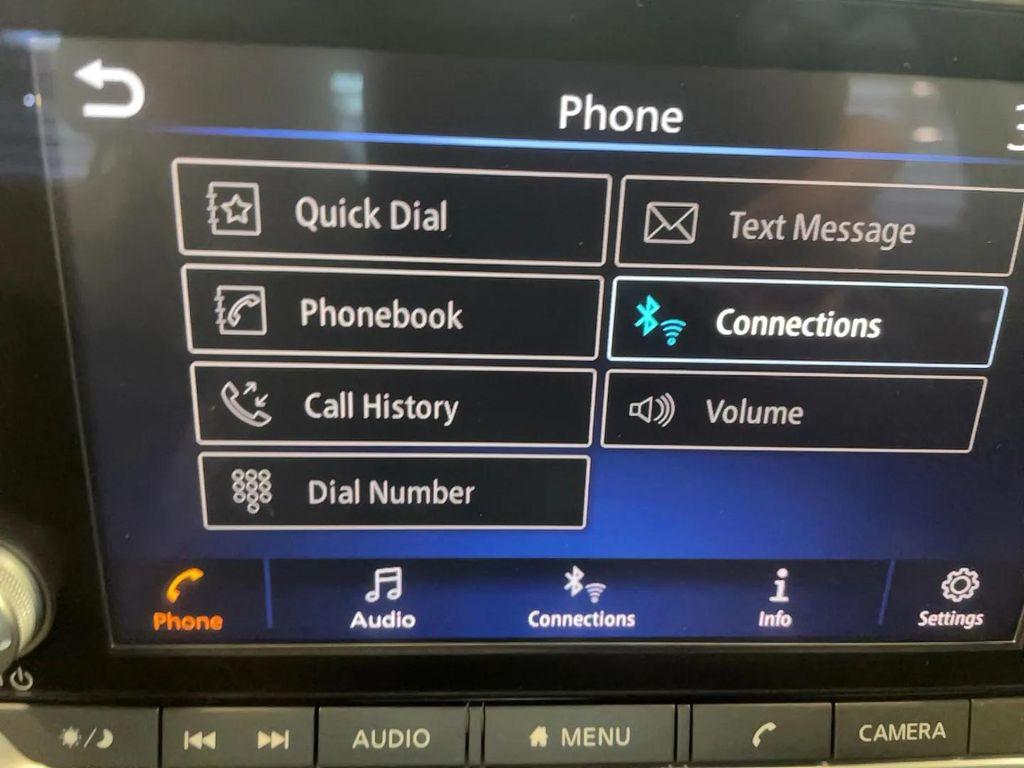 Phone
Quick Dial
Text Message
Phonebook
Connections
Call History
Volume
Dial Number
Phone
Audio
Connections
Info
Settings
AUDIO
MENU
CAMERA